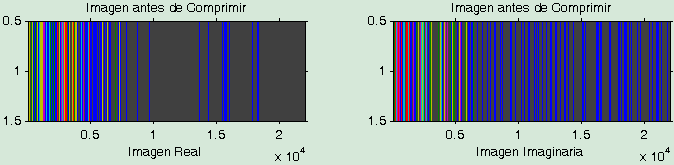 Imagen antes de Comprimir
0.5
1
1.5
0.5 1 1.5 2
x 10^4
Imagen Real
Imagen antes de Comprimir
0.5
1
1.5
0.5 1 1.5 2
x 10^4
Imagen Imaginaria